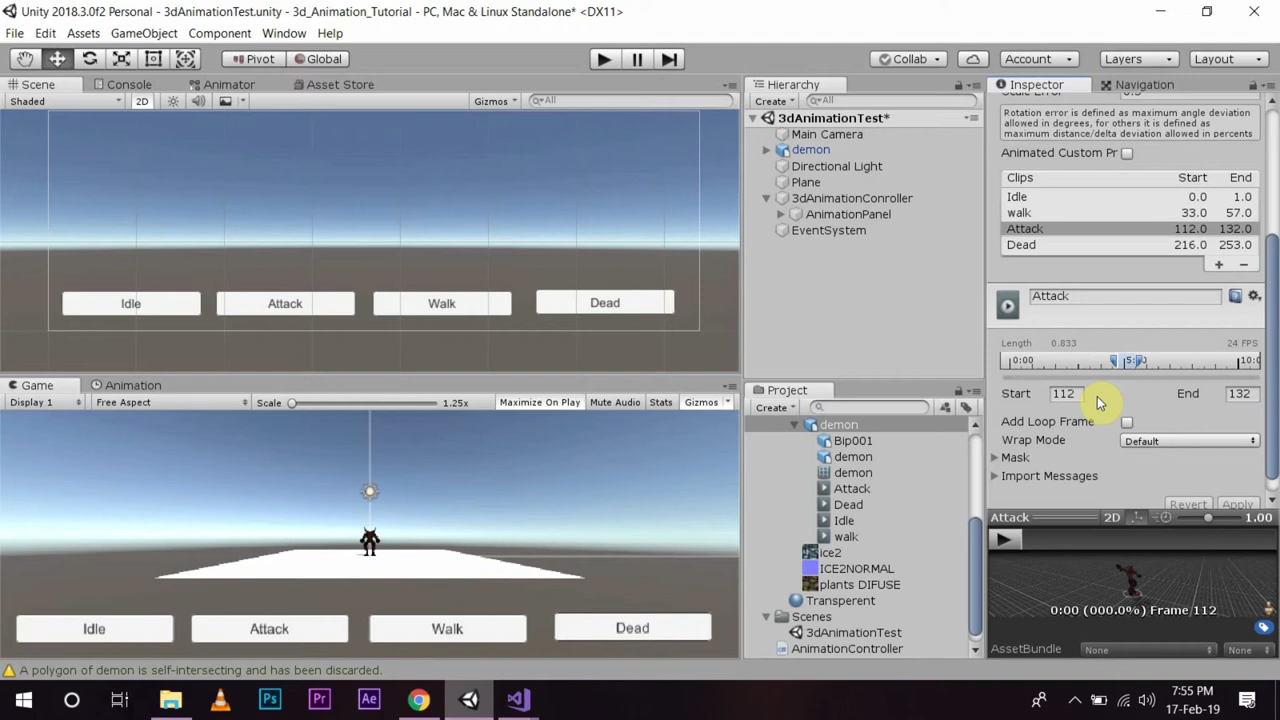 Unity 2018.3.0f2 Personal - 3dAnimationTest.unity - 3d_Animation_Tutorial - PC, Mac & Linux Standalone* <DX11>
File Edit Assets GameObject Component Window Help
Pivot Global Collab Account Layers Layout
Scene Console Animator Asset Store
Shaded 2D Gizmos All
Idle Attack Walk Dead
Game Animation
Display 1 Free Aspect Scale 1.25x Maximize On Play Mute Audio Stats Gizmos
Idle Attack Walk Dead
Hierarchy
Create All
3dAnimationTest*
Main Camera
demon
Directional Light
Plane
3dAnimationConroller
AnimationPanel
EventSystem
Project
Create
demon
Bip001
demon
demon
Attack
Dead
Idle
walk
ice2
ICE2NORMAL
plants DIFUSE
Transperent
Scenes
3dAnimationTest
AnimationController
Inspector Navigation
Rotation error is defined as maximum angle deviation
allowed in degrees, for others it is defined as
maximum distance/delta deviation allowed in percents
Animated Custom Pr
Clips Start End
Idle 0.0 1.0
walk 33.0 57.0
Attack 112.0 132.0
Dead 216.0 253.0
Attack
Length 0.833 24 FPS
0:00 5: 0 10:0
Start 112 End 132
Add Loop Frame
Wrap Mode Default
Mask
Import Messages
Revert Apply
Attack 2D 1.00
0:00 (000.0%) Frame 112
AssetBundle None None
A polygon of demon is self-intersecting and has been discarded.
Ps Pr Ae
7:55 PM
17-Feb-19